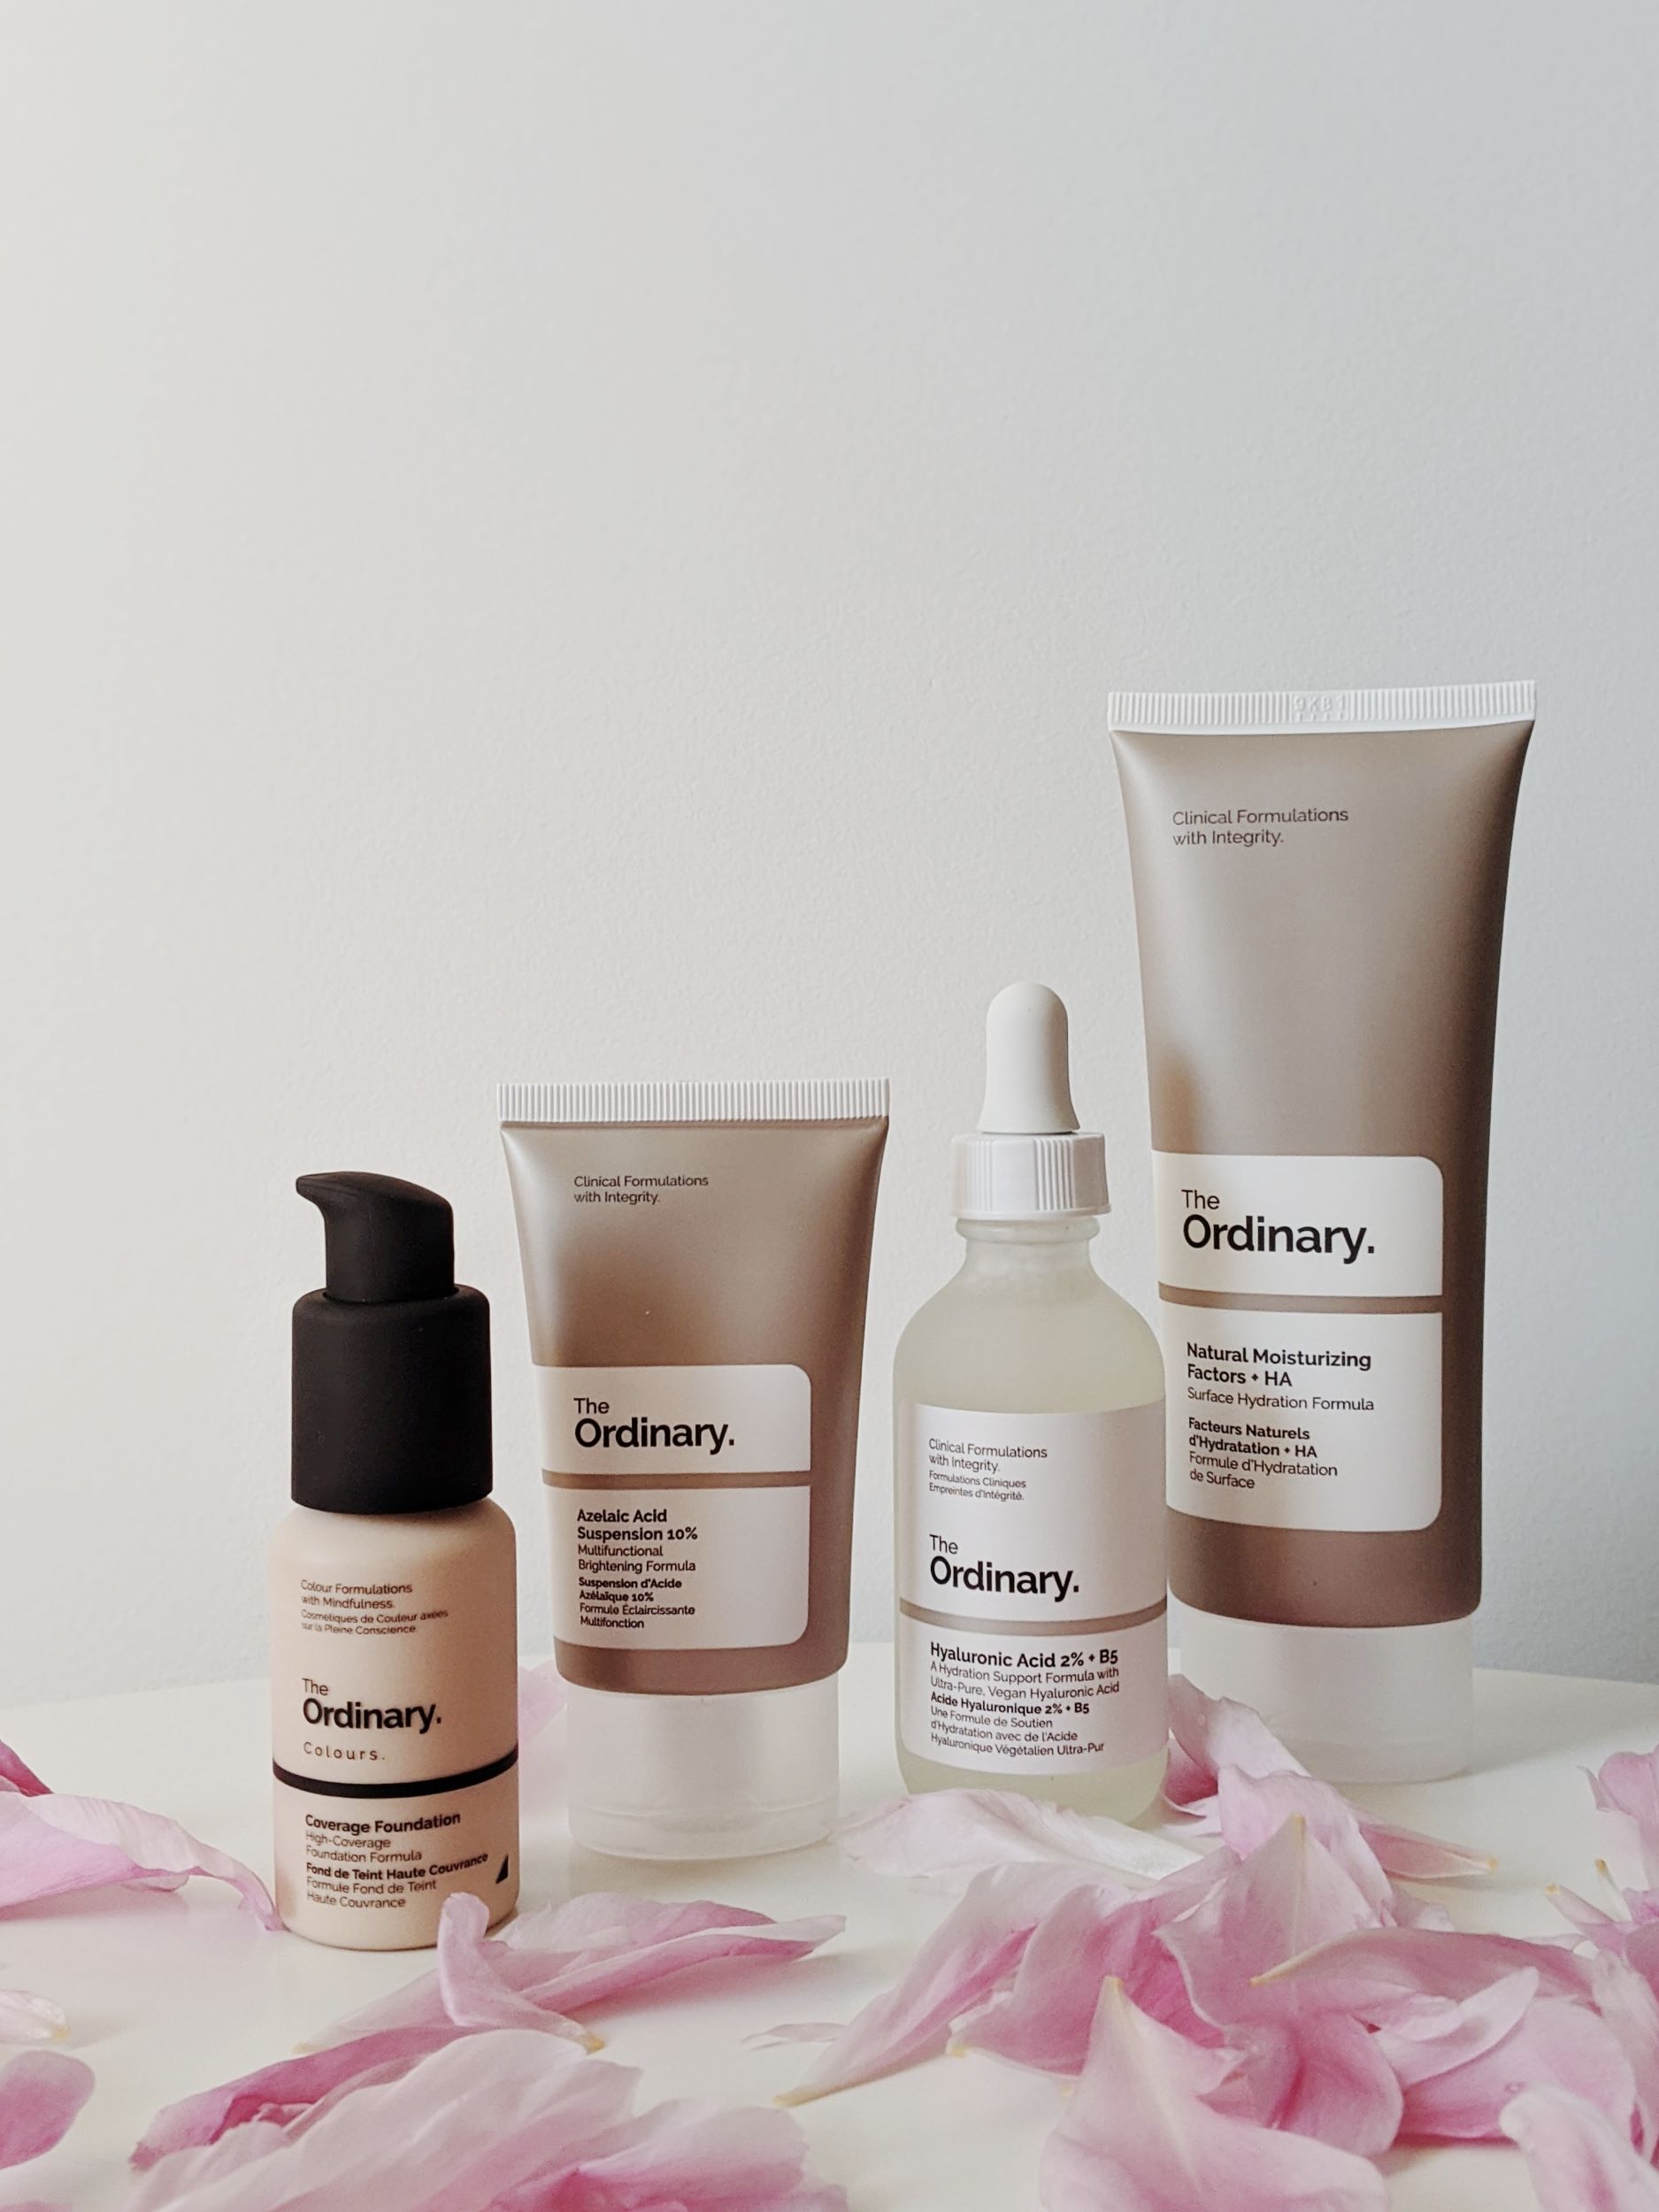 Colour Formulations
with Mindfulness.
Cosmétiques de Couleur axées
sur la Pleine Conscience.
The
Ordinary.
Colours.
Coverage Foundation
High-Coverage
Foundation Formula
Fond de Teint Haute Couvrance
Formule Fond de Teint
Haute Couvrance
Clinical Formulations
with Integrity.
The
Ordinary.
Azelaic Acid
Suspension 10%
Multifunctional
Brightening Formula
Suspension d'Acide
Azélaïque 10%
Formule Éclaircissante
Multifonction
Clinical Formulations
with Integrity.
Formulations Cliniques
Empreintes d'Intégrité.
The
Ordinary.
Hyaluronic Acid 2% + B5
A Hydration Support Formula with
Ultra-Pure, Vegan Hyaluronic Acid
Acide Hyaluronique 2% + B5
Une Formule de Soutien
d'Hydratation avec de l'Acide
Hyaluronique Végétalien Ultra-Pur
9K81
Clinical Formulations
with Integrity.
The
Ordinary.
Natural Moisturizing
Factors + HA
Surface Hydration Formula
Facteurs Naturels
d'Hydratation + HA
Formule d'Hydratation
de Surface